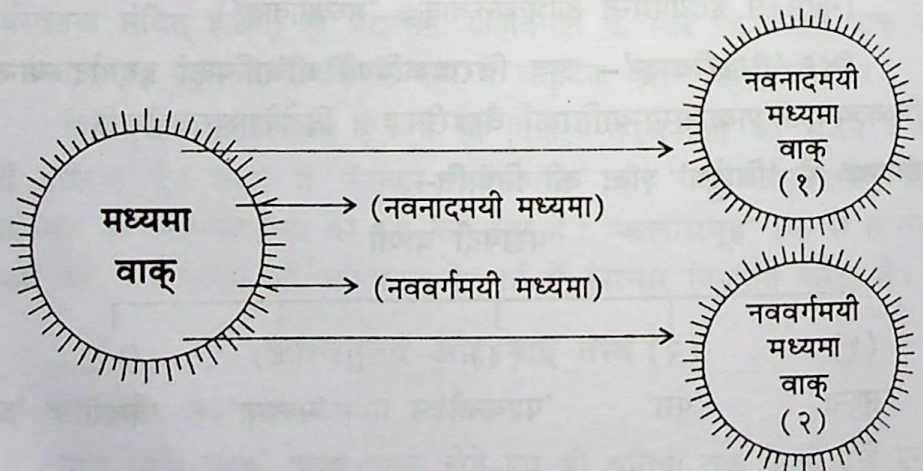 मध्यमा
वाक्
(नवनादमयी मध्यमा)
(नववर्गमयी मध्यमा)
नवनादमयी
मध्यमा
वाक्
(१)
नववर्गमयी
मध्यमा
वाक्
(२)